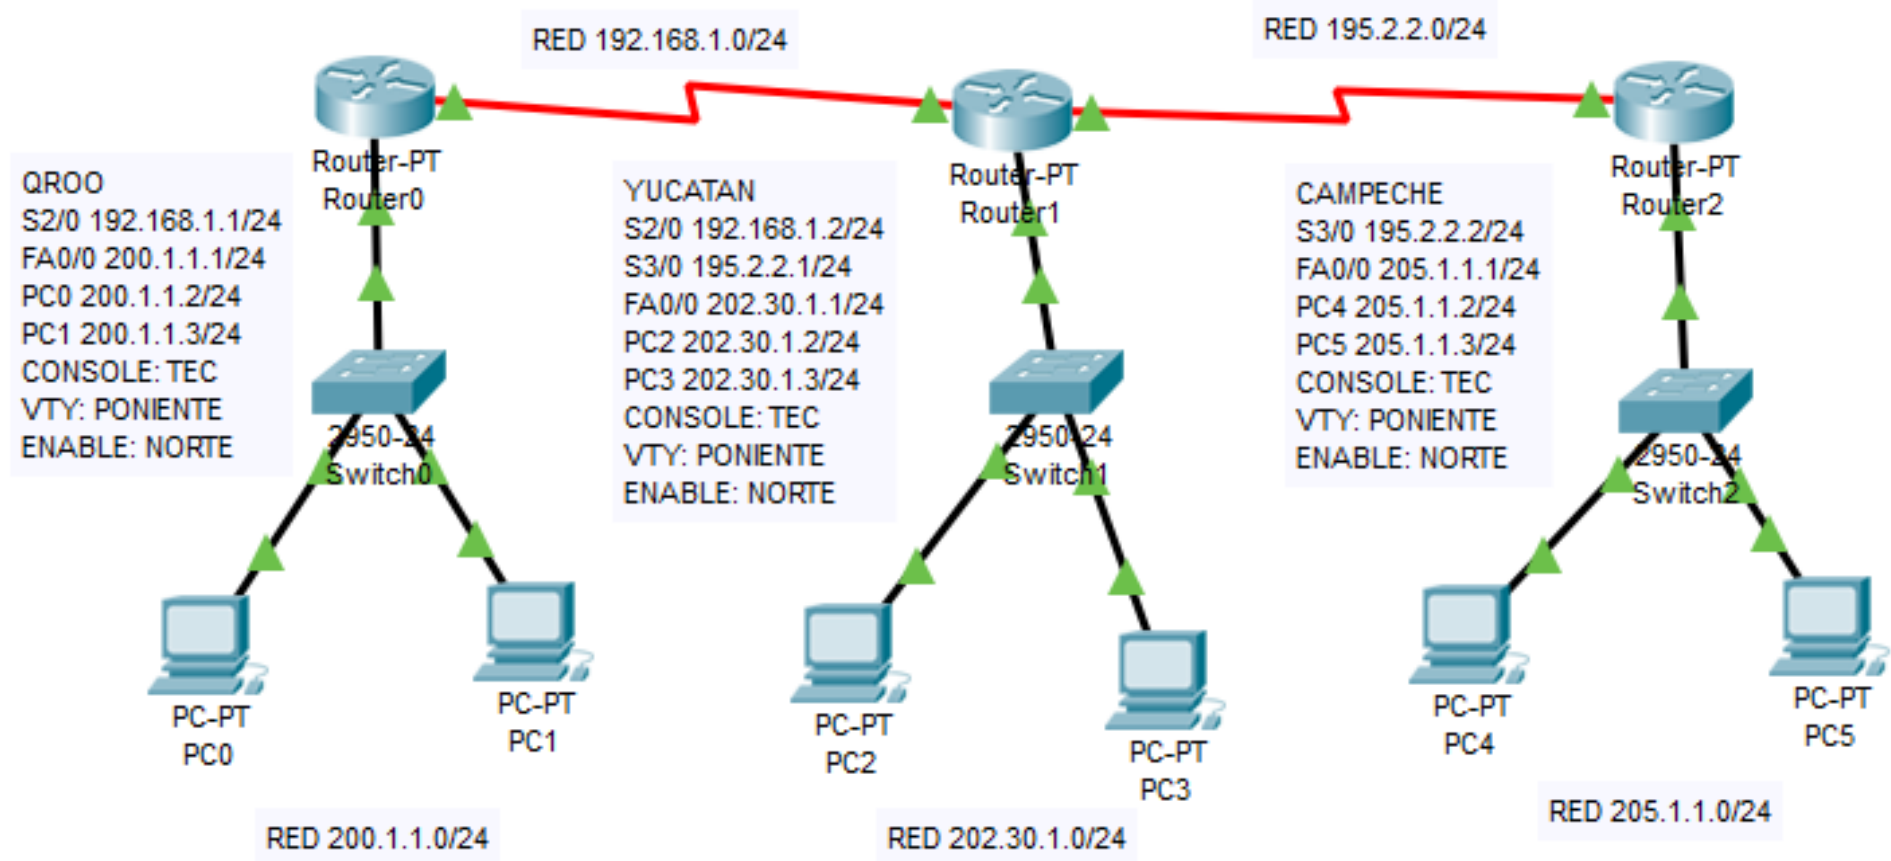 RED 192.168.1.0/24
RED 195.2.2.0/24
Router-PT
Router0
Router-PT
Router1
Router-PT
Router2
QROO
S2/0 192.168.1.1/24
FA0/0 200.1.1.1/24
PC0 200.1.1.2/24
PC1 200.1.1.3/24
CONSOLE: TEC
VTY: PONIENTE
ENABLE: NORTE
YUCATAN
S2/0 192.168.1.2/24
S3/0 195.2.2.1/24
FA0/0 202.30.1.1/24
PC2 202.30.1.2/24
PC3 202.30.1.3/24
CONSOLE: TEC
VTY: PONIENTE
ENABLE: NORTE
CAMPECHE
S3/0 195.2.2.2/24
FA0/0 205.1.1.1/24
PC4 205.1.1.2/24
PC5 205.1.1.3/24
CONSOLE: TEC
VTY: PONIENTE
ENABLE: NORTE
2950-24
Switch0
2950-24
Switch1
2950-24
Switch2
PC-PT
PC0
PC-PT
PC1
PC-PT
PC2
PC-PT
PC3
PC-PT
PC4
PC-PT
PC5
RED 200.1.1.0/24
RED 202.30.1.0/24
RED 205.1.1.0/24